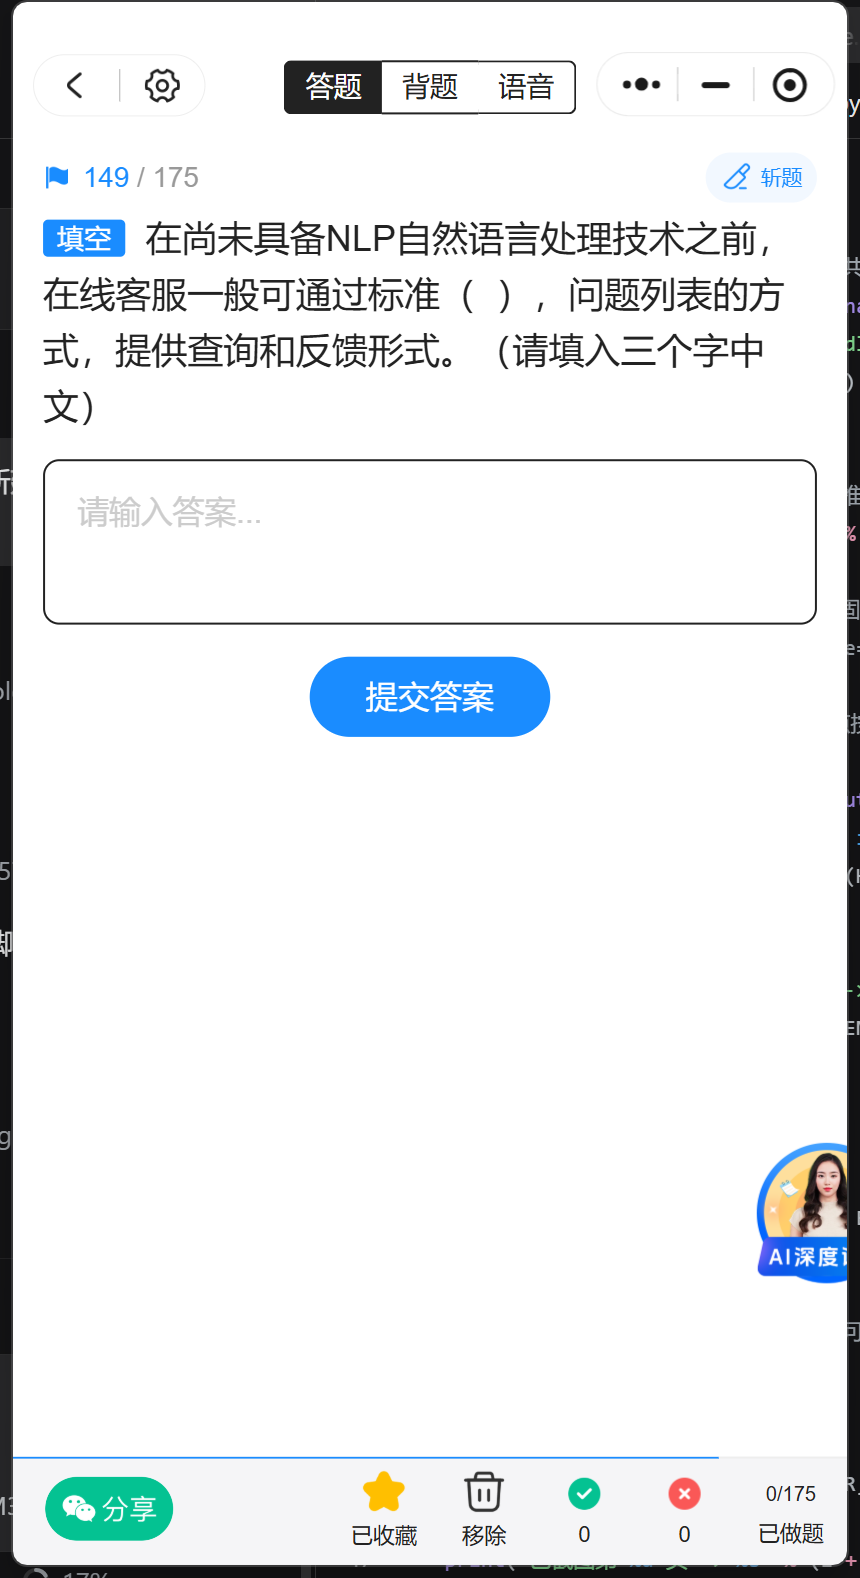 答题 背题 语音
149 / 175
斩题
填空 在尚未具备NLP自然语言处理技术之前，
在线客服一般可通过标准（ ），问题列表的方
式，提供查询和反馈形式。（请填入三个字中
文）
请输入答案...
提交答案
AI深度
分享
已收藏
移除
0
0
0/175
已做题
17%